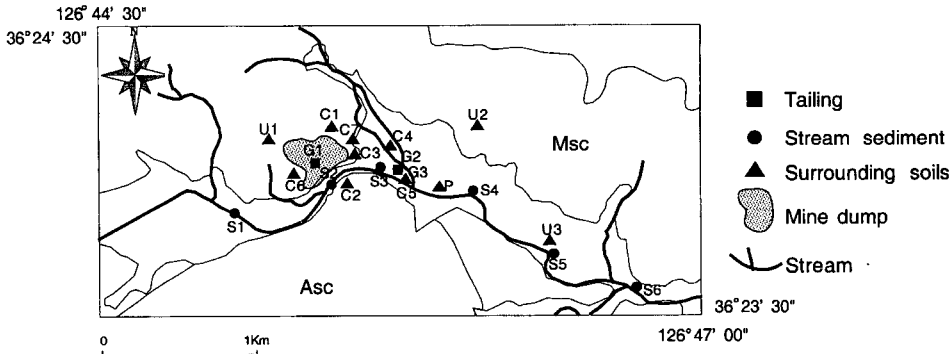 126° 44' 30"
36° 24' 30"
N
C1
U2
U1
C7
C4
Msc
G1
C3
G2
C6
S2
S3
G3
C2
C5
P
S4
S1
U3
S5
Asc
S6
36° 23' 30"
126° 47' 00"
0 1Km
Tailing
Stream sediment
Surrounding soils
Mine dump
Stream